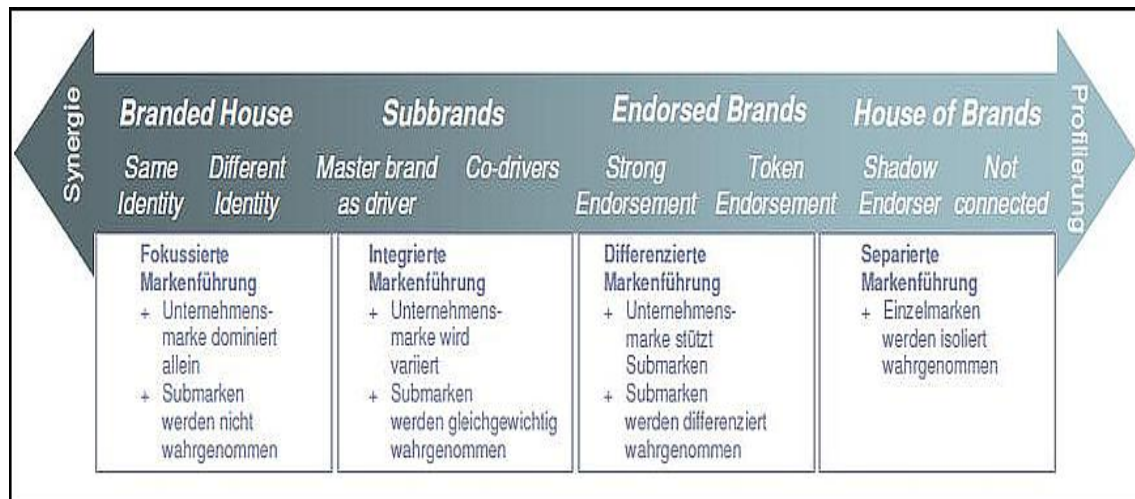 Synergie
Branded House
Same
Identity
Different
Identity
Subbrands
Master brand
as driver
Co-drivers
Endorsed Brands
Strong
Endorsement
Token
Endorsement
House of Brands
Shadow
Endorser
Not
connected
Profilierung
Fokussierte
Markenführung
+ Unternehmens-
marke dominiert
allein
+ Submarken
werden nicht
wahrgenommen
Integrierte
Markenführung
+ Unternehmens-
marke wird
variiert
+ Submarken
werden gleichgewichtig
wahrgenommen
Differenzierte
Markenführung
+ Unternehmens-
marke stützt
Submarken
+ Submarken
werden differenziert
wahrgenommen
Separierte
Markenführung
+ Einzelmarken
werden isoliert
wahrgenommen